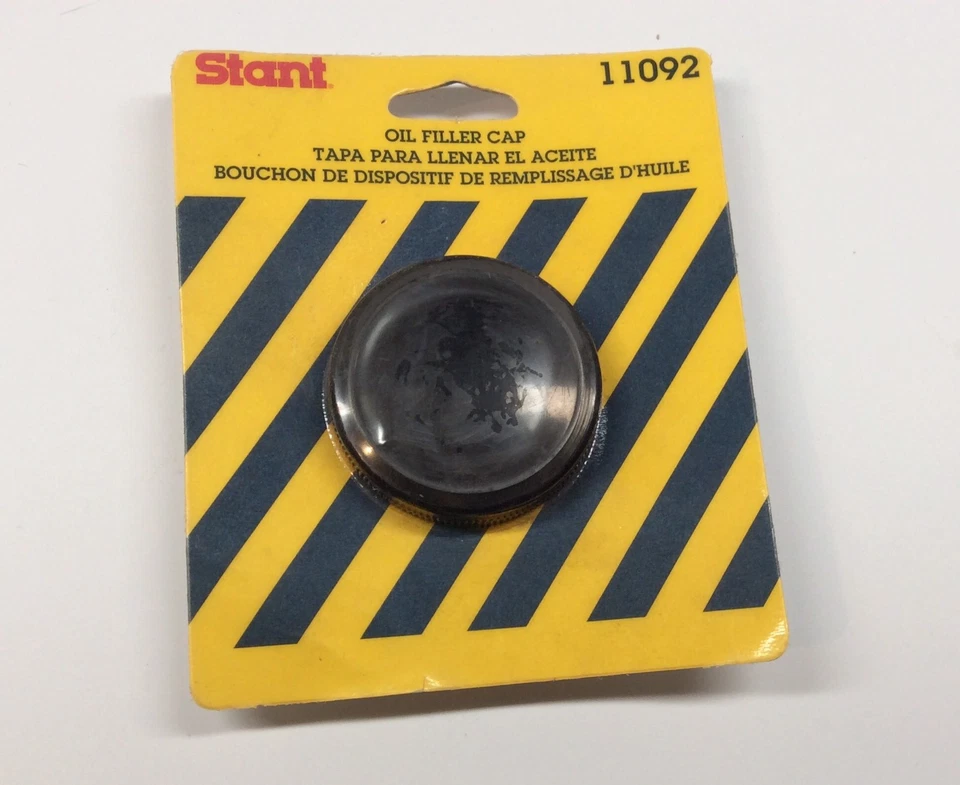 Stant
11092
OIL FILLER CAP
TAPA PARA LLENAR EL ACEITE
BOUCHON DE DISPOSITIF DE REMPLISSAGE D'HUILE